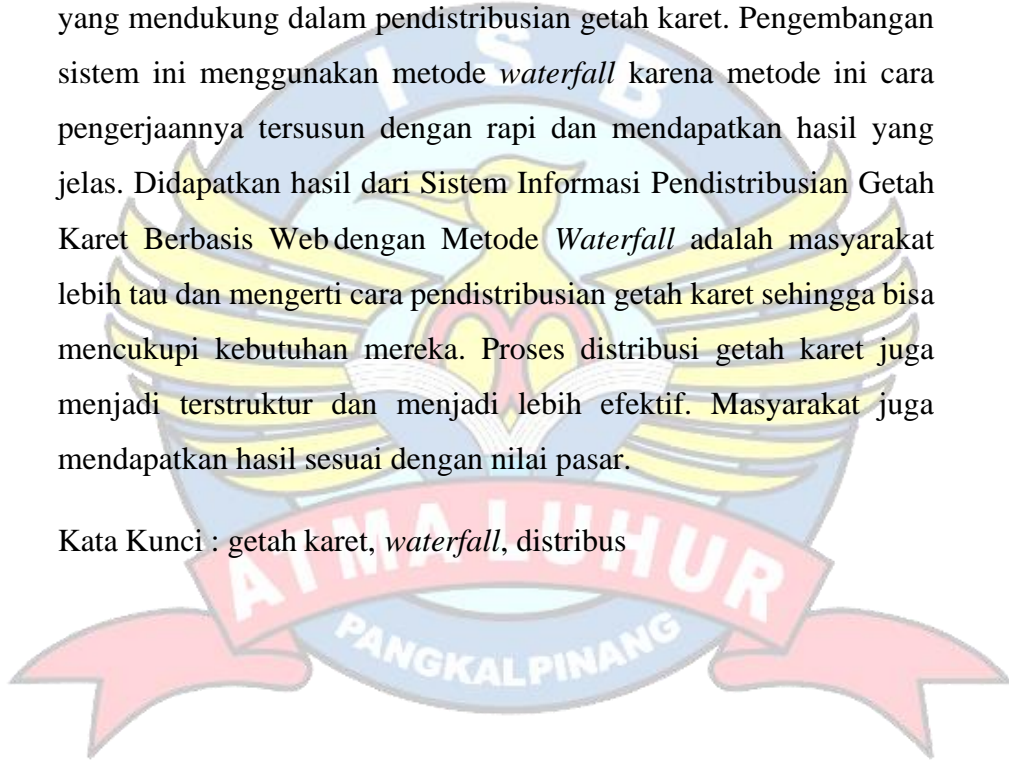 yang mendukung dalam pendistribusian getah karet. Pengembangan
sistem ini menggunakan metode waterfall karena metode ini cara
pengerjaannya tersusun dengan rapi dan mendapatkan hasil yang
jelas. Didapatkan hasil dari Sistem Informasi Pendistribusian Getah
Karet Berbasis Web dengan Metode Waterfall adalah masyarakat
lebih tau dan mengerti cara pendistribusian getah karet sehingga bisa
mencukupi kebutuhan mereka. Proses distribusi getah karet juga
menjadi terstruktur dan menjadi lebih efektif. Masyarakat juga
mendapatkan hasil sesuai dengan nilai pasar.
Kata Kunci : getah karet, waterfall, distribus
I S B
ATMA LUHUR
PANGKALPINANG